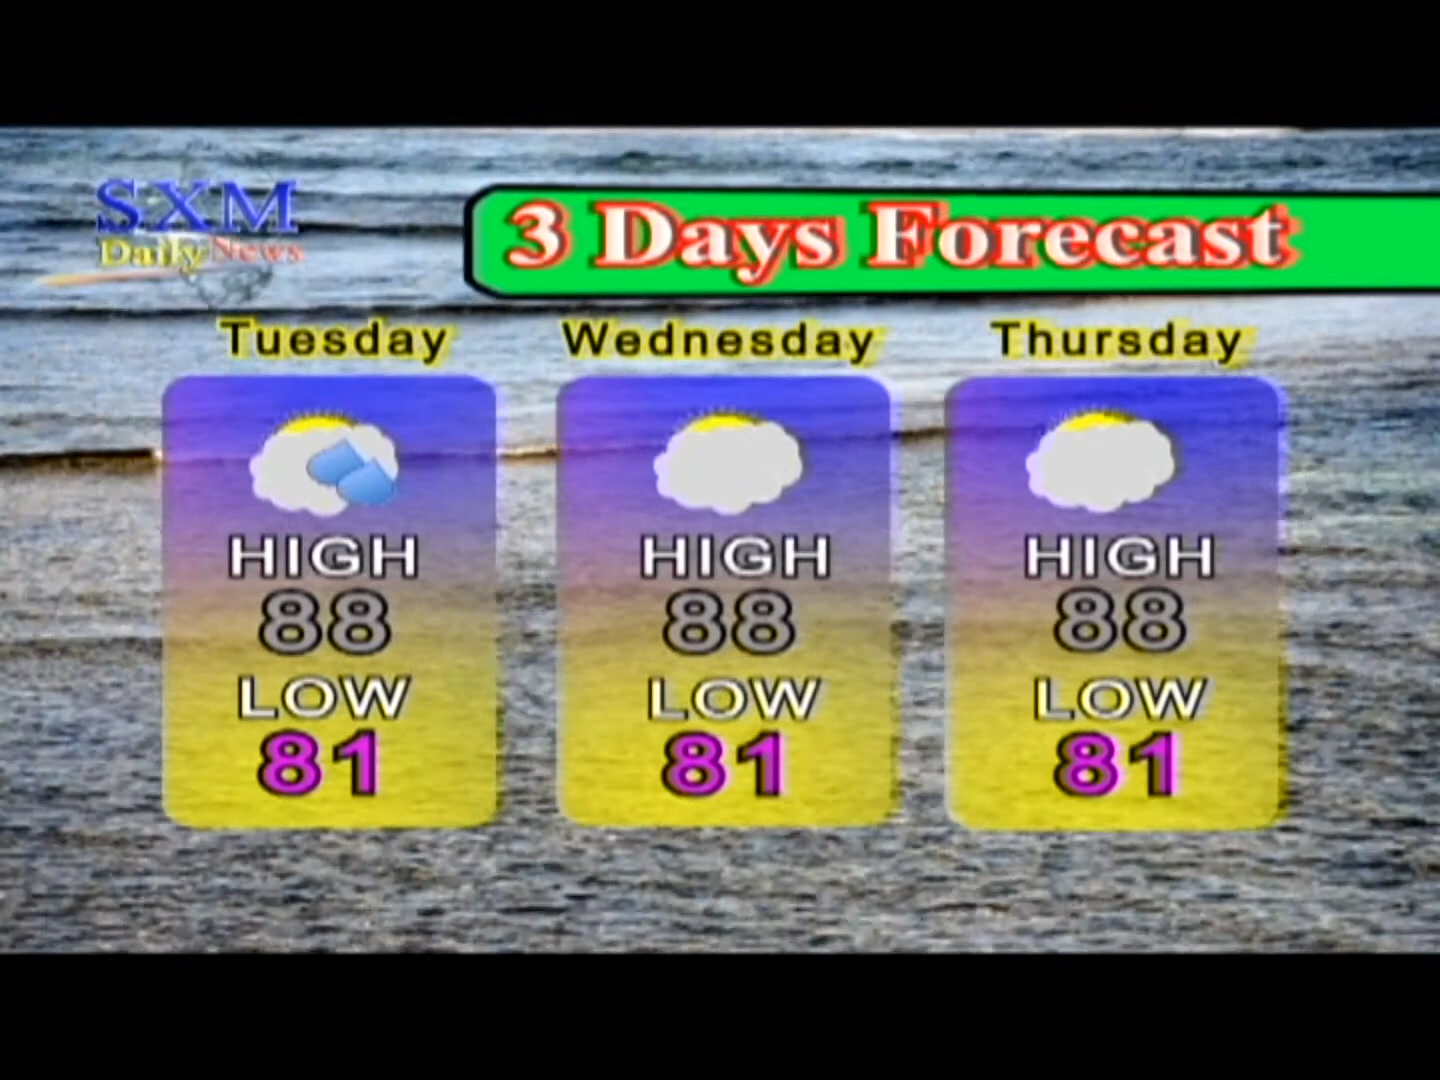 SXM
Daily News
3 Days Forecast
Tuesday
HIGH
88
LOW
81
Wednesday
HIGH
88
LOW
81
Thursday
HIGH
88
LOW
81